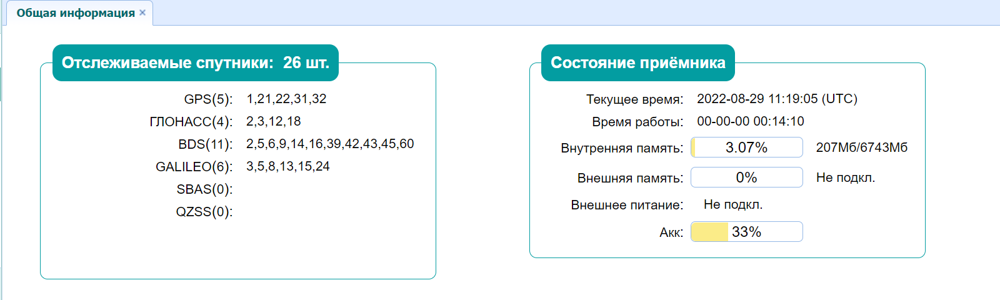 Общая информация ×
Отслеживаемые спутники: 26 шт.
GPS(5): 1,21,22,31,32
ГЛОНАСС(4): 2,3,12,18
BDS(11): 2,5,6,9,14,16,39,42,43,45,60
GALILEO(6): 3,5,8,13,15,24
SBAS(0):
QZSS(0):
Состояние приёмника
Текущее время: 2022-08-29 11:19:05 (UTC)
Время работы: 00-00-00 00:14:10
Внутренняя память: 3.07% 207Мб/6743Мб
Внешняя память: 0% Не подкл.
Внешнее питание: Не подкл.
Акк: 33%